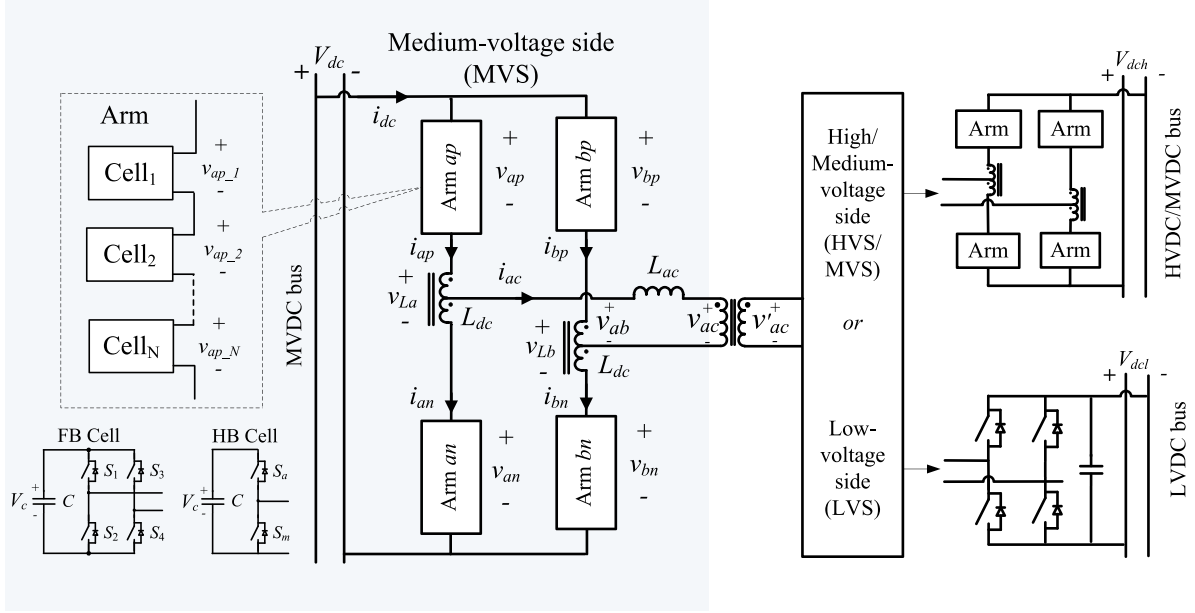 Medium-voltage side
(MVS)
+ V_dc -
i_dc
MVDC bus
Arm
Cell_1
+
v_ap_1
-
Cell_2
+
v_ap_2
-
Cell_N
+
v_ap_N
-
FB Cell
V_c
+
-
C
S_1
S_3
S_2
S_4
HB Cell
V_c
+
-
C
S_a
S_m
Arm ap
+
v_ap
-
Arm bp
+
v_bp
-
i_ap
i_bp
i_ac
+
v_La
-
L_dc
+
v_Lb
-
L_dc
L_ac
+
v_ab
-
+
v_ac
-
+
v'_ac
-
i_an
i_bn
Arm an
+
v_an
-
Arm bn
+
v_bn
-
High/
Medium-
voltage
side
(HVS/
MVS)
or
Low-
voltage
side
(LVS)
+ V_dch -
Arm
Arm
Arm
Arm
HVDC/MVDC bus
+ V_dcl -
LVDC bus